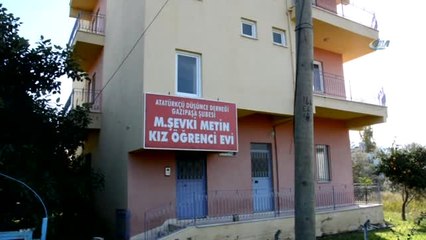 ATATÜRKÇÜ DÜŞÜNCE DERNEĞİ
GAZİPAŞA ŞUBESİ
M.ŞEVKİ METİN
KIZ ÖĞRENCİ EVİ